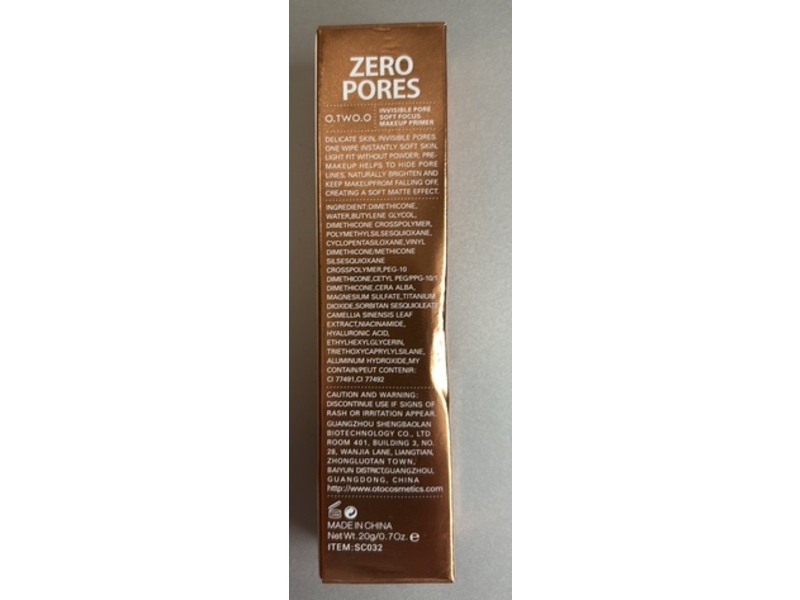 ZERO
PORES
O.TWO.O
INVISIBLE PORE
SOFT FOCUS
MAKEUP PRIMER
DELICATE SKIN, INVISIBLE PORES.
ONE WIPE INSTANTLY SOFT SKIN,
LIGHT FIT WITHOUT POWDER; PRE-
MAKEUP HELPS TO HIDE PORE
LINES, NATURALLY BRIGHTEN AND
KEEP MAKEUPFROM FALLING OFF,
CREATING A SOFT MATTE EFFECT.
INGREDIENT:DIMETHICONE,
WATER,BUTYLENE GLYCOL,
DIMETHICONE CROSSPOLYMER,
POLYMETHYLSILSESQUIOXANE,
CYCLOPENTASILOXANE,VINYL
DIMETHICONE/METHICONE
SILSESQUIOXANE
CROSSPOLYMER,PEG-10
DIMETHICONE,CETYL PEG/PPG-10/1
DIMETHICONE,CERA ALBA,
MAGNESIUM SULFATE,TITANIUM
DIOXIDE,SORBITAN SESQUIOLEATE
CAMELLIA SINENSIS LEAF
EXTRACT,NIACINAMIDE,
HYALURONIC ACID,
ETHYLHEXYLGLYCERIN,
TRIETHOXYCAPRYLYLSILANE,
ALUMINUM HYDROXIDE,MY
CONTAIN/PEUT CONTENIR:
CI 77491,CI 77492
CAUTION AND WARNING:
DISCONTINUE USE IF SIGNS OF
RASH OR IRRITATION APPEAR.
GUANGZHOU SHENGBAOLAN
BIOTECHNOLOGY CO., LTD
ROOM 401, BUILDING 3, NO.
28, WANJIA LANE, LIANGTIAN,
ZHONGLUOTAN TOWN,
BAIYUN DISTRICT,GUANGZHOU,
GUANGDONG, CHINA
http://www.otocosmetics.com
MADE IN CHINA
Net Wt. 20g/0.7Oz. e
ITEM:SC032